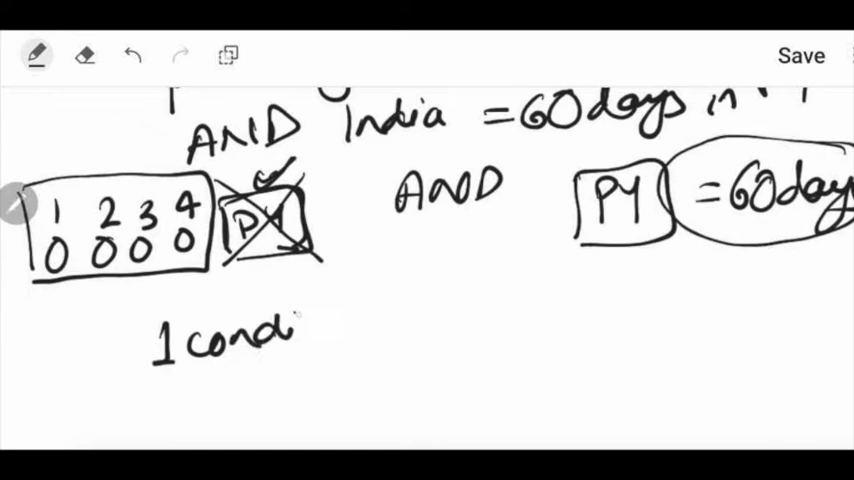 Save
India = 60 days in
AND
AND PY = 60 days
1 2 3 4 PY
0 0 0 0
1 condi